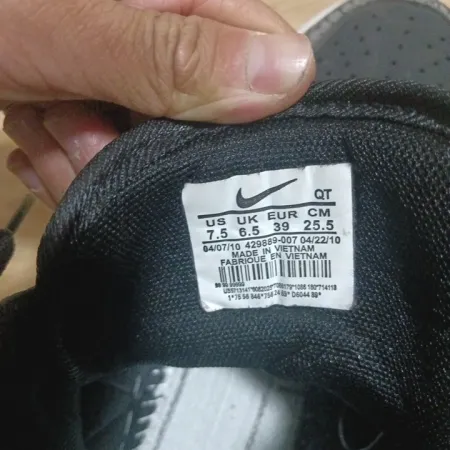 QT
US UK EUR CM
7.5 6.5 39 25.5
04/07/10 429889-007 04/22/10
MADE IN VIETNAM
FABRIQUE EN VIETNAM